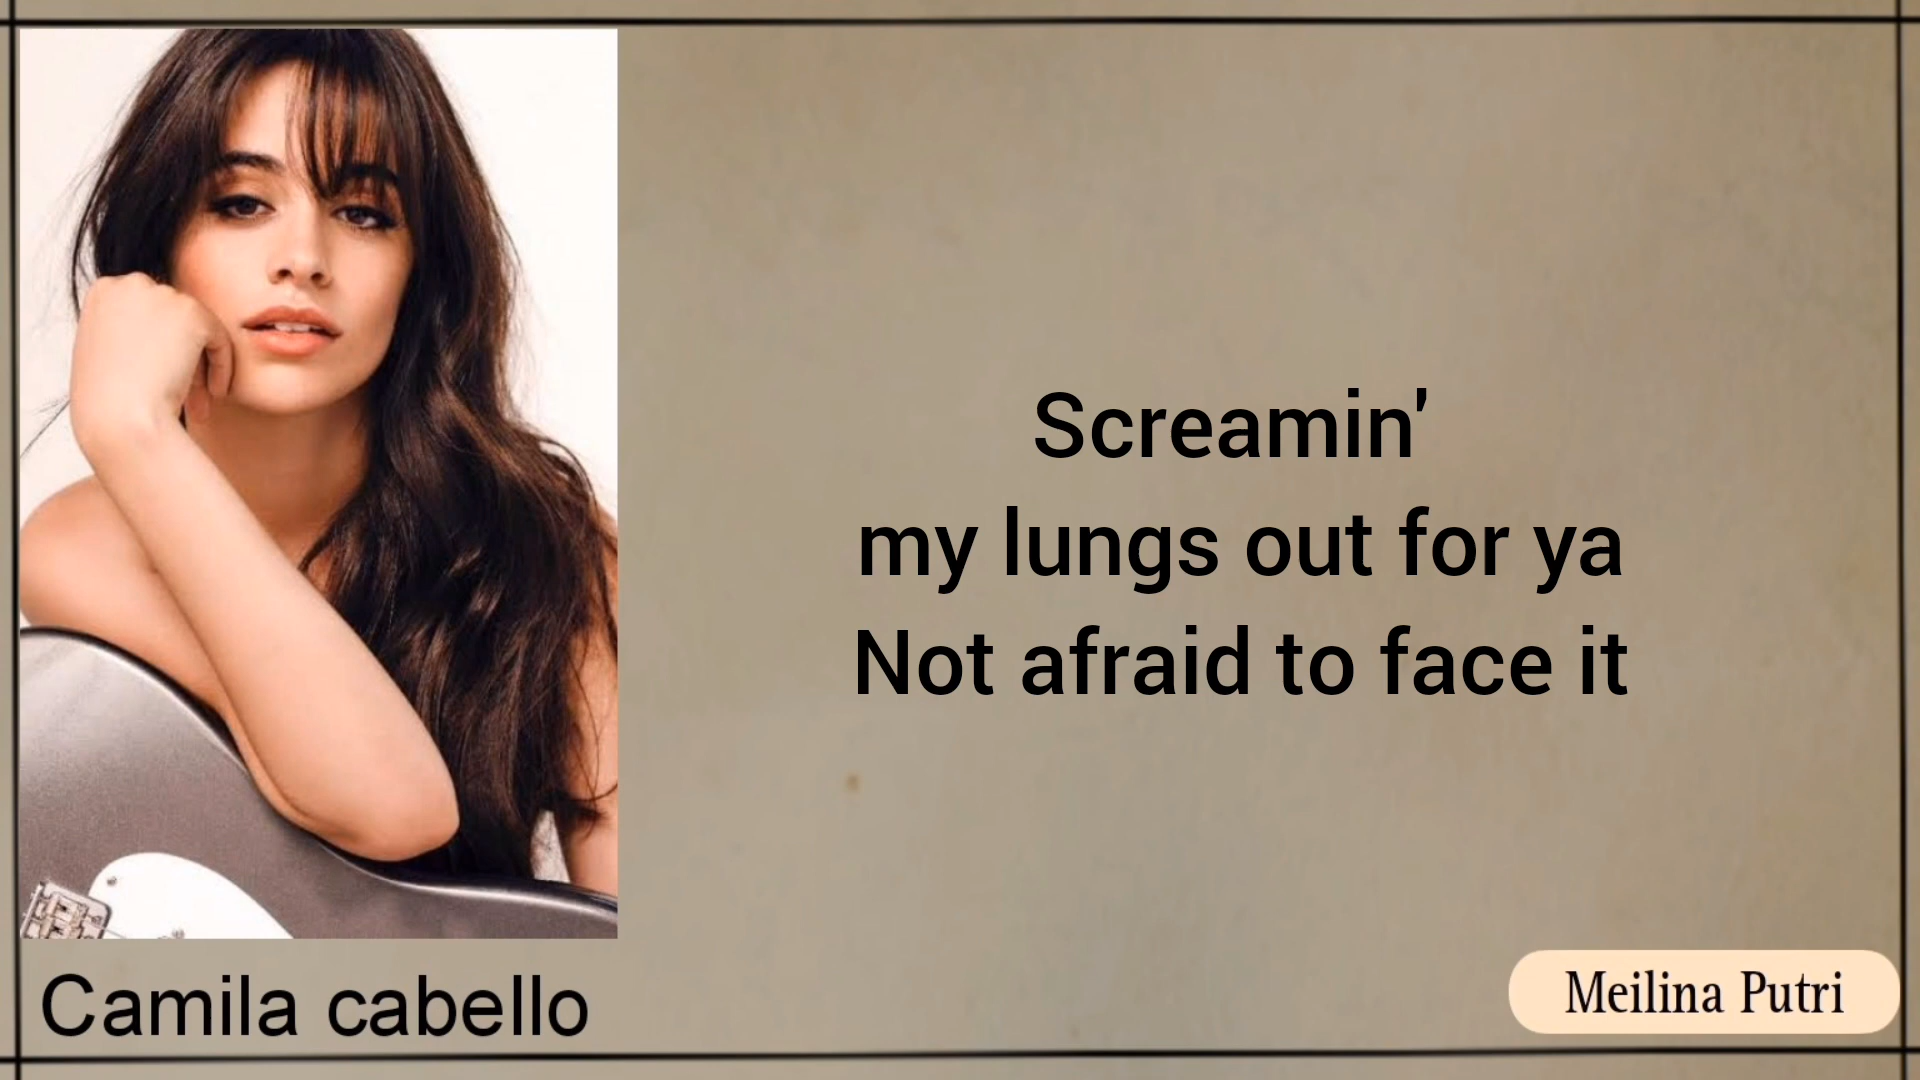 Screamin'
my lungs out for ya
Not afraid to face it
Camila cabello
Meilina Putri